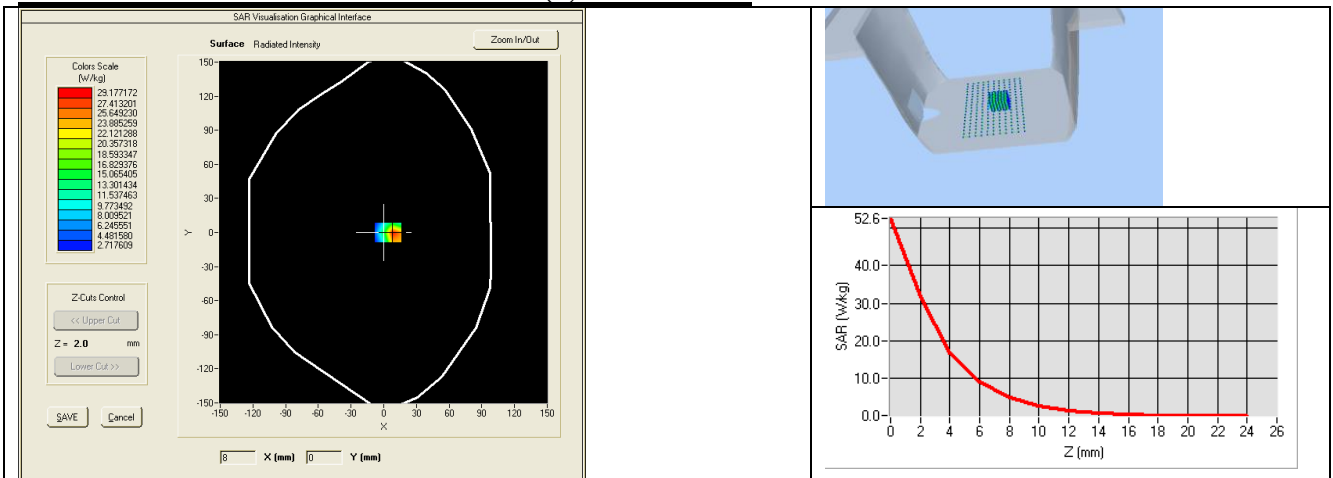 SAR Visualisation Graphical Interface
Surface Radiated Intensity
Zoom In/Out
Colors Scale
(W/kg)
29.177172
27.413201
25.649230
23.885259
22.121288
20.357318
18.593347
16.829376
15.065405
13.301434
11.537463
9.773492
8.009521
6.245551
4.481580
2.717609
Z-Cuts Control
<< Upper Cut
Z = 2.0 mm
Lower Cut >>
SAVE Cancel
150-
120-
90-
60-
30-
Y 0-
-30-
-60-
-90-
-120-
-150-
-150 -120 -90 -60 -30 0 30 60 90 120 150
X
8 X (mm) 0 Y (mm)
52.6-
40.0-
30.0-
20.0-
10.0-
0.0-
SAR (W/kg)
0 2 4 6 8 10 12 14 16 18 20 22 24 26
Z (mm)